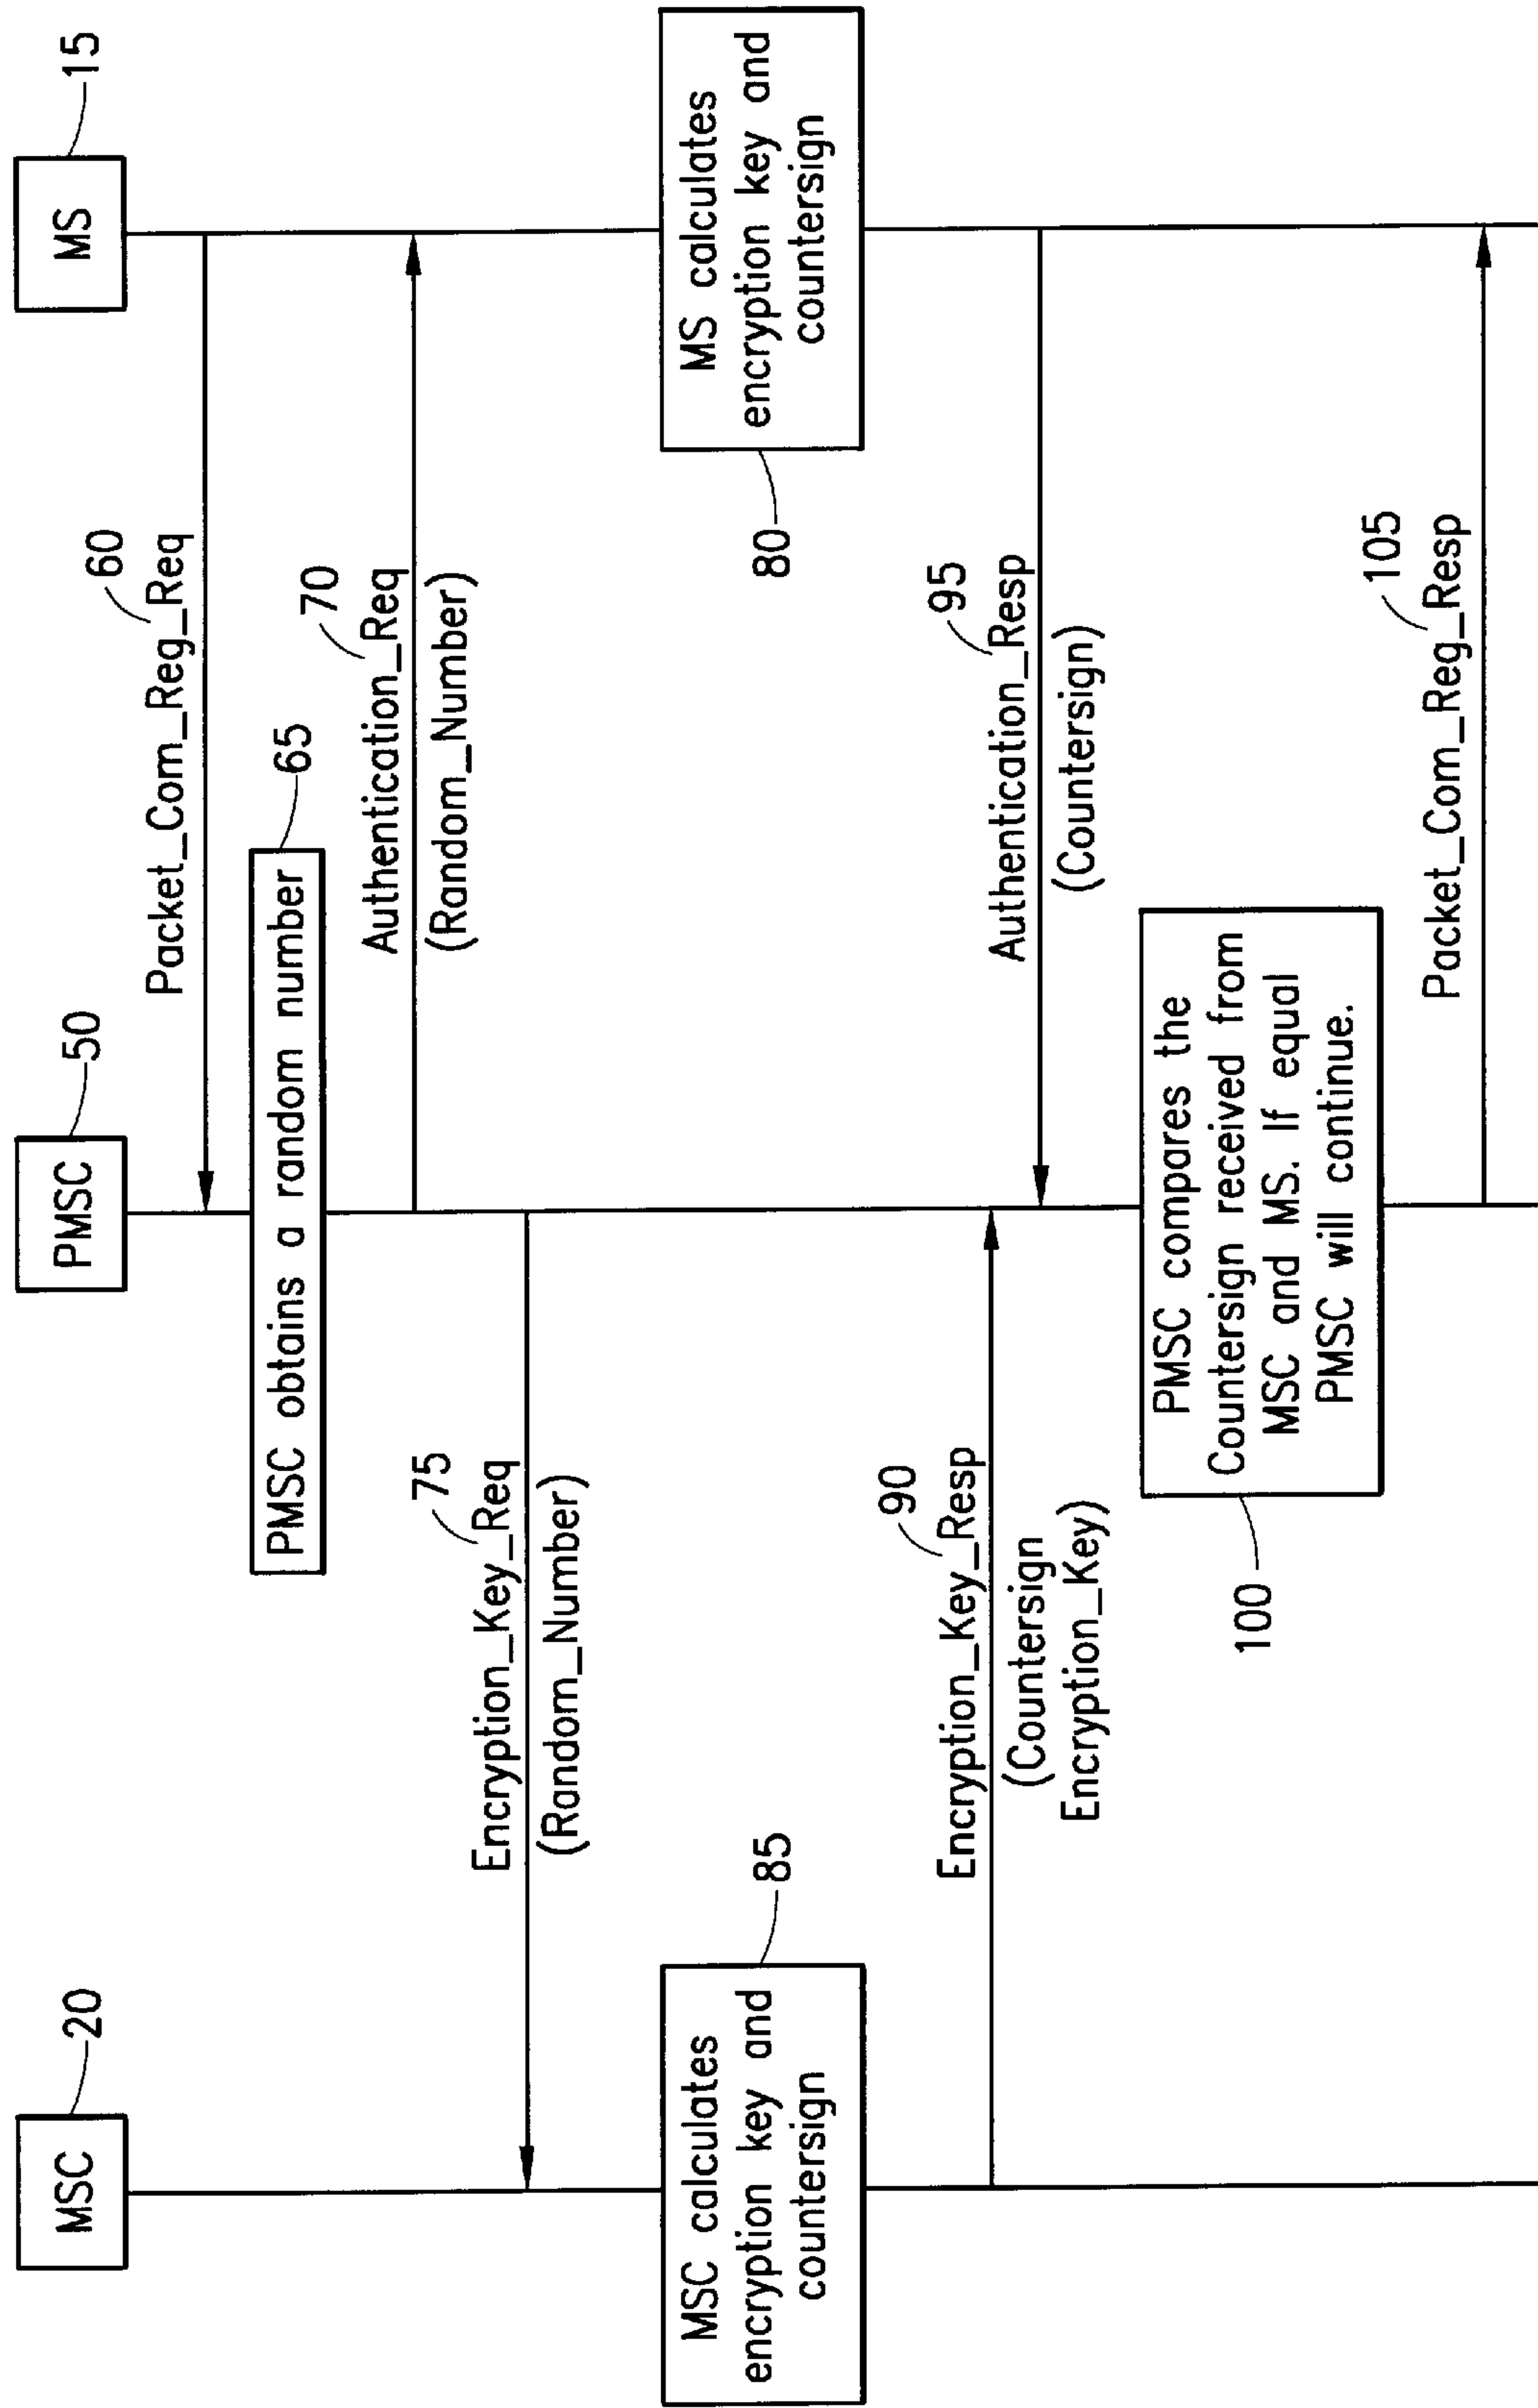 MSC
20
PMSC
50
MS
15
60
Packet_Com_Reg_Req
PMSC obtains a random number
65
70
Authentication_Req
(Random_Number)
75
Encryption_Key_Req
(Random_Number)
MSC calculates
encryption key and
countersign
85
MS calculates
encryption key and
countersign
80
90
Encryption_Key_Resp
(Countersign
Encryption_Key)
95
Authentication_Resp
(Countersign)
PMSC compares the
Countersign received from
MSC and MS. If equal
PMSC will continue.
100
105
Packet_Com_Reg_Resp